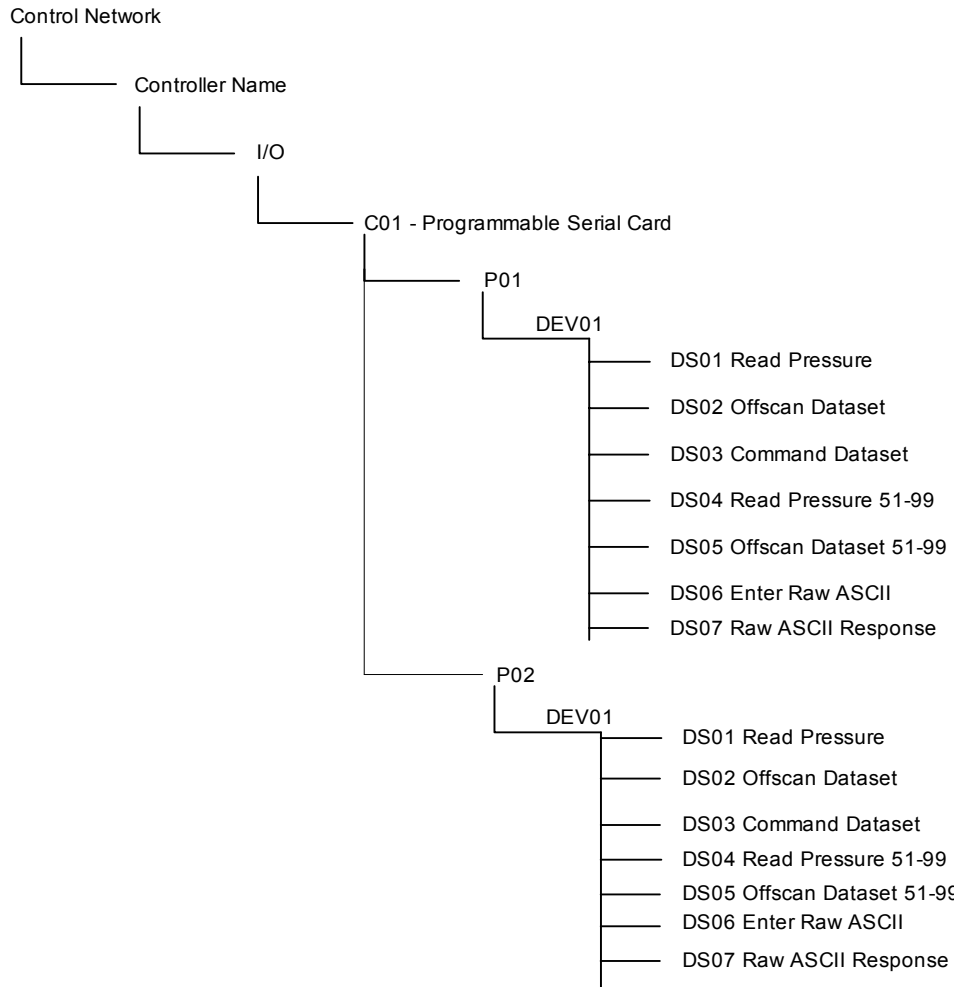 Control Network
Controller Name
I/O
C01 - Programmable Serial Card
P01
DEV01
DS01 Read Pressure
DS02 Offscan Dataset
DS03 Command Dataset
DS04 Read Pressure 51-99
DS05 Offscan Dataset 51-99
DS06 Enter Raw ASCII
DS07 Raw ASCII Response
P02
DEV01
DS01 Read Pressure
DS02 Offscan Dataset
DS03 Command Dataset
DS04 Read Pressure 51-99
DS05 Offscan Dataset 51-99
DS06 Enter Raw ASCII
DS07 Raw ASCII Response